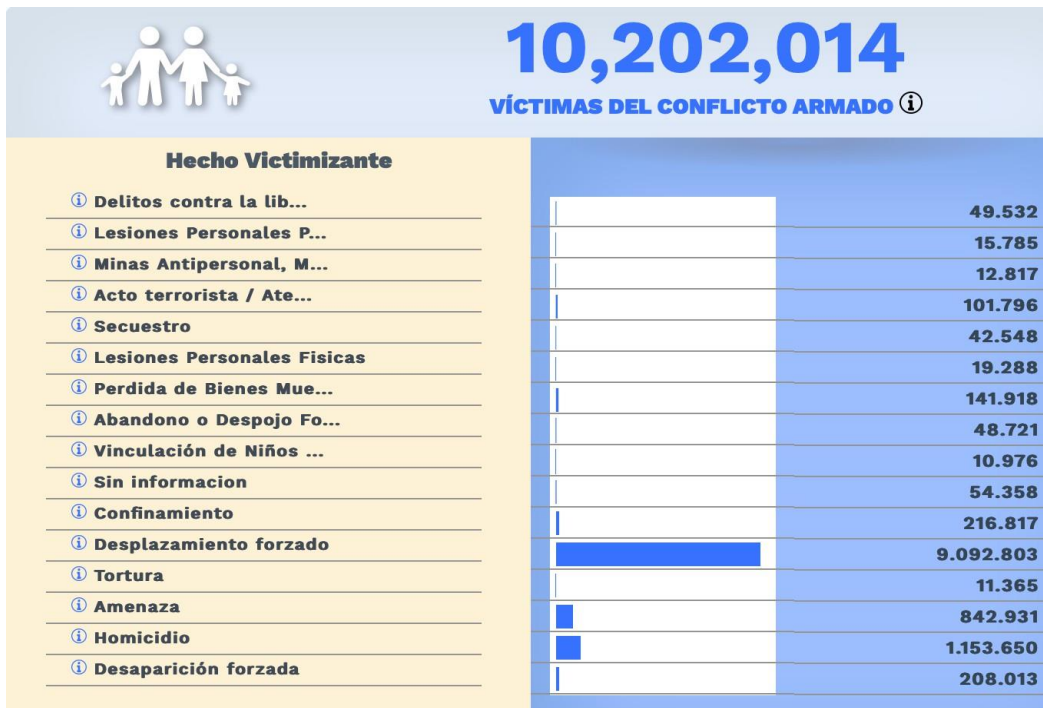 10,202,014
VÍCTIMAS DEL CONFLICTO ARMADO
Hecho Victimizante
Delitos contra la lib... 49.532
Lesiones Personales P... 15.785
Minas Antipersonal, M... 12.817
Acto terrorista / Ate... 101.796
Secuestro 42.548
Lesiones Personales Fisicas 19.288
Perdida de Bienes Mue... 141.918
Abandono o Despojo Fo... 48.721
Vinculación de Niños ... 10.976
Sin informacion 54.358
Confinamiento 216.817
Desplazamiento forzado 9.092.803
Tortura 11.365
Amenaza 842.931
Homicidio 1.153.650
Desaparición forzada 208.013